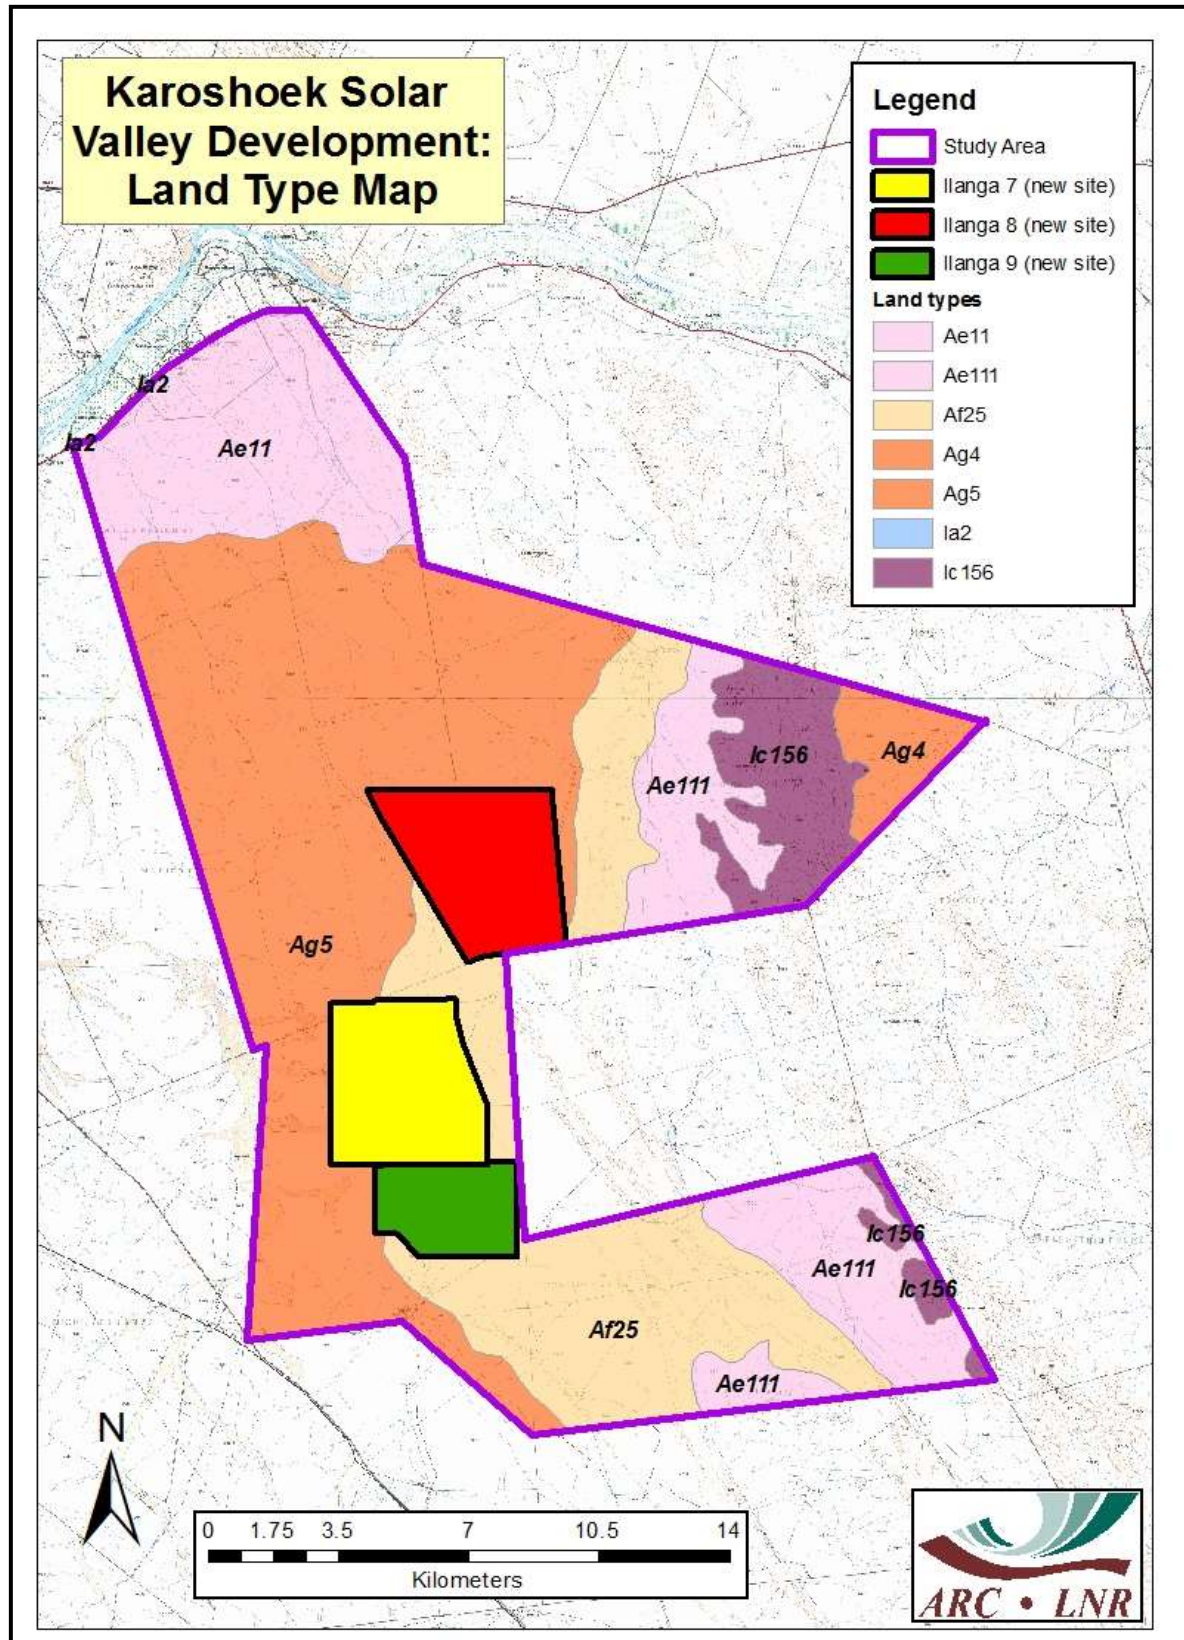 Karoshoek Solar
Valley Development:
Land Type Map
Legend
Study Area
Ilanga 7 (new site)
Ilanga 8 (new site)
Ilanga 9 (new site)
Land types
Ae11
Ae111
Af25
Ag4
Ag5
Ia2
Ic156
Ia2
Ia2
Ae11
Ae111
Ic156
Ag4
Ag5
Ic156
Ae111
Ic156
Af25
Ae111
N
0 1.75 3.5 7 10.5 14
Kilometers
ARC • LNR